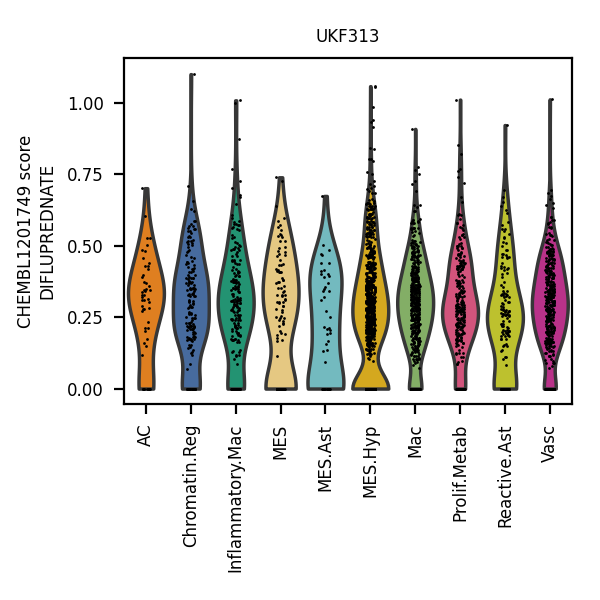 UKF313
CHEMBL1201749 score
DIFLUPREDNATE
1.00
0.75
0.50
0.25
0.00
AC
Chromatin.Reg
Inflammatory.Mac
MES
MES.Ast
MES.Hyp
Mac
Prolif.Metab
Reactive.Ast
Vasc